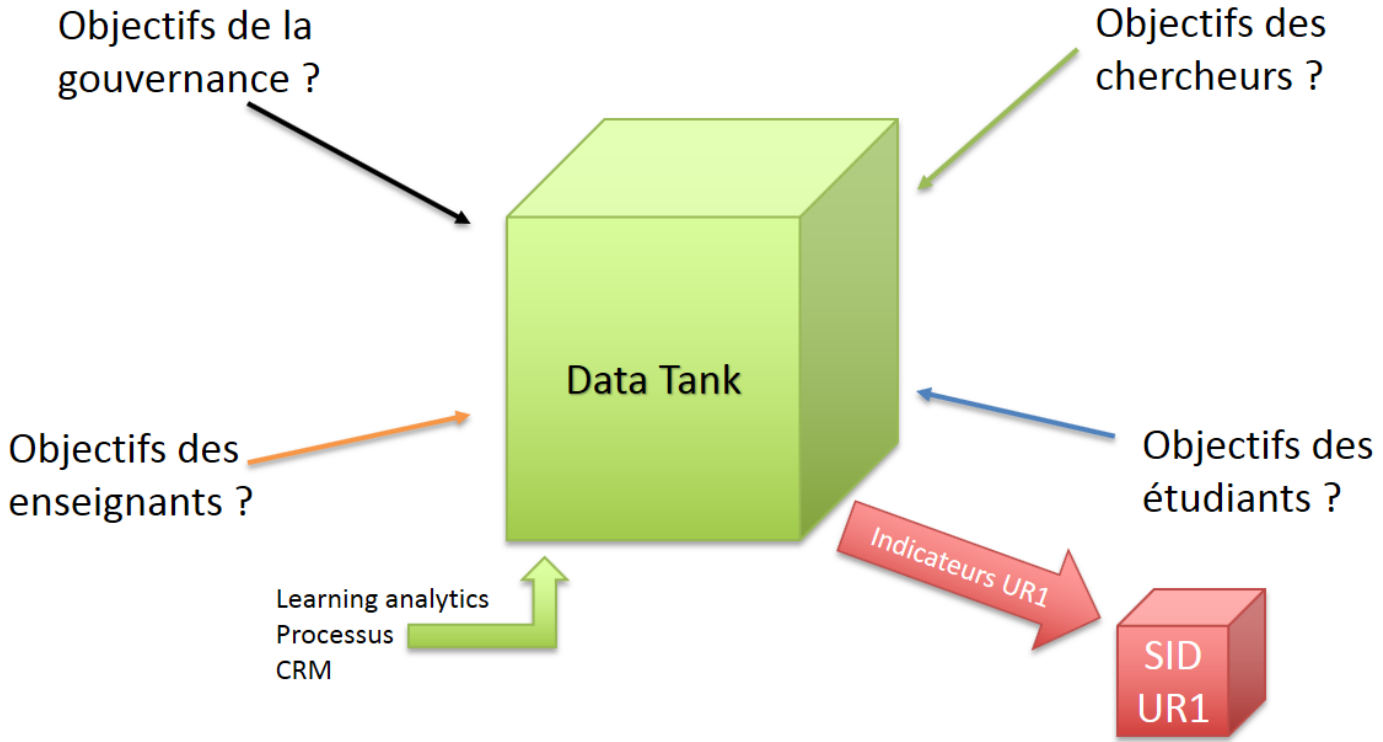 Objectifs de la
gouvernance ?
Objectifs des
chercheurs ?
Data Tank
Objectifs des
enseignants ?
Objectifs des
étudiants ?
Indicateurs UR1
Learning analytics
Processus
CRM
SID
UR1